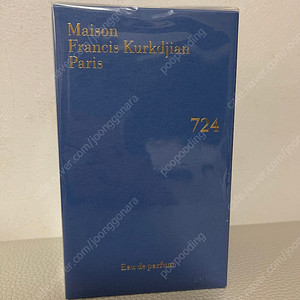 Maison
Francis Kurkdjian
Paris
724
Eau de parfum